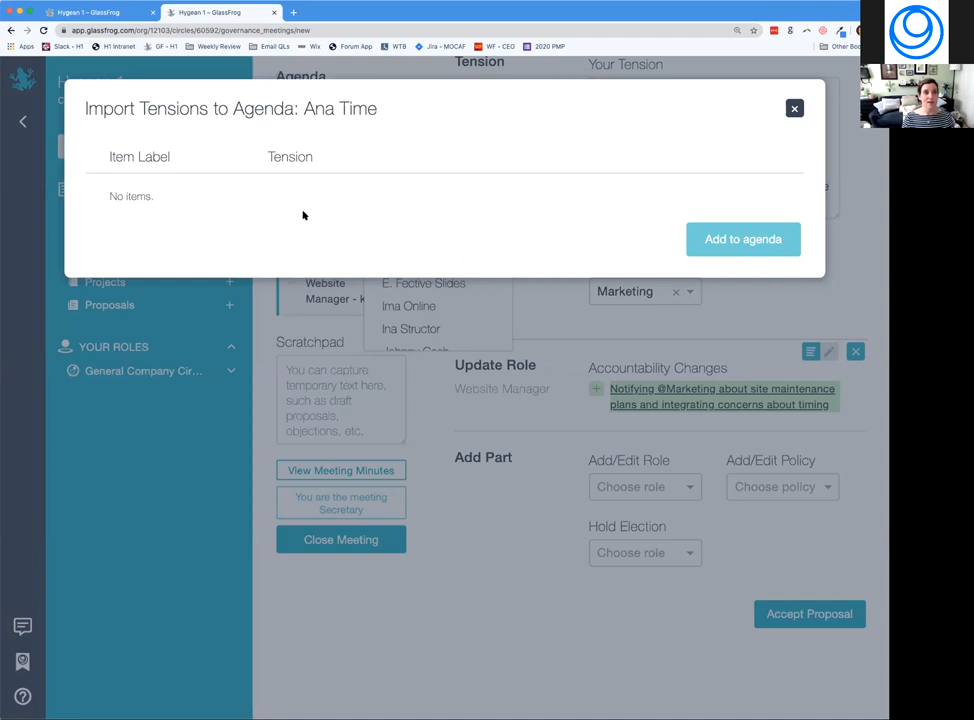 Hygean 1 – GlassFrog
Hygean 1 – GlassFrog
app.glassfrog.com/org/12103/circles/60592/governance_meetings/new
Apps
Slack - H1
H1 Intranet
GF - H1
Weekly Review
Email QLs
Wix
Forum App
WTB
Jira - MOCAF
WF - CEO
2020 PMP
Other Boo
Agenda
Tension
Your Tension
Import Tensions to Agenda: Ana Time
Item Label
Tension
No items.
Add to agenda
Projects
Proposals
YOUR ROLES
General Company Cir...
Website
Manager - k
E. Fective Slides
Ima Online
Ina Structor
Johnny Cash
Marketing
Scratchpad
You can capture
temporary text here,
such as draft
proposals,
objections, etc.
View Meeting Minutes
You are the meeting
Secretary
Close Meeting
Update Role
Website Manager
Accountability Changes
Notifying @Marketing about site maintenance
plans and integrating concerns about timing
Add Part
Add/Edit Role
Choose role
Add/Edit Policy
Choose policy
Hold Election
Choose role
Accept Proposal